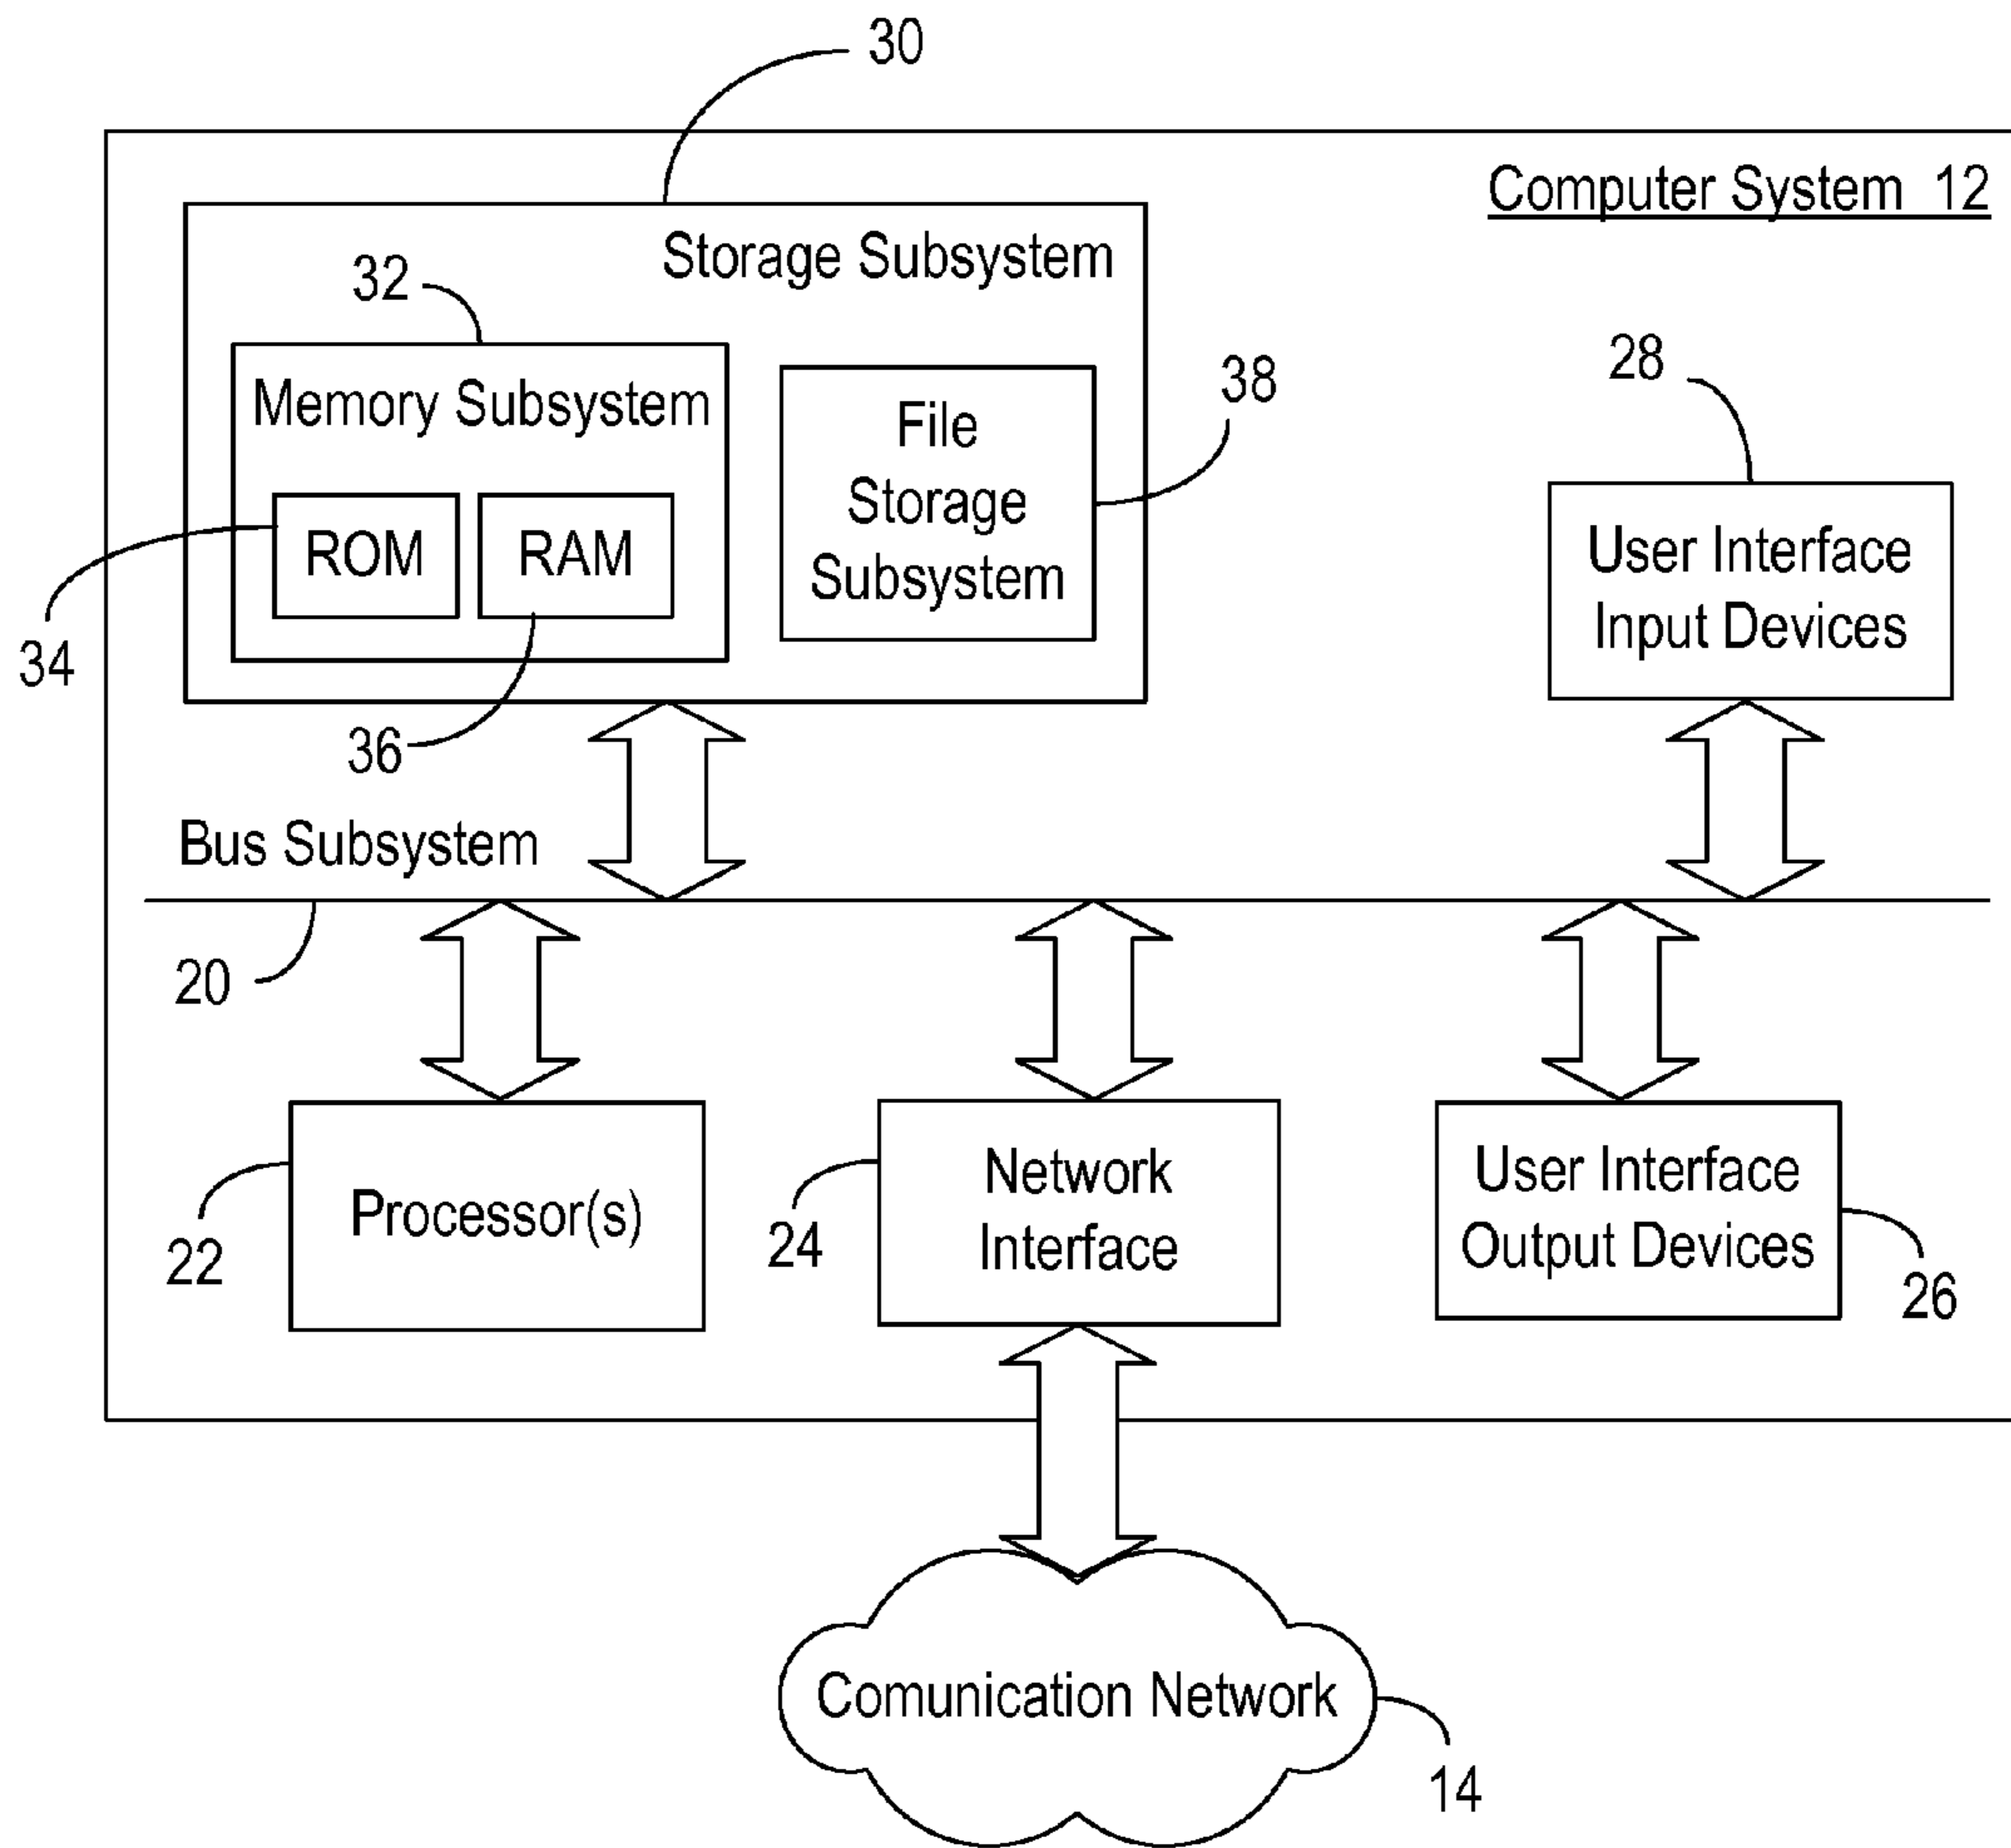 30
Computer System 12
Storage Subsystem
32
Memory Subsystem
ROM
RAM
34
36
File
Storage
Subsystem
38
28
User Interface
Input Devices
Bus Subsystem
20
Processor(s)
22
Network
Interface
24
User Interface
Output Devices
26
Comunication Network
14